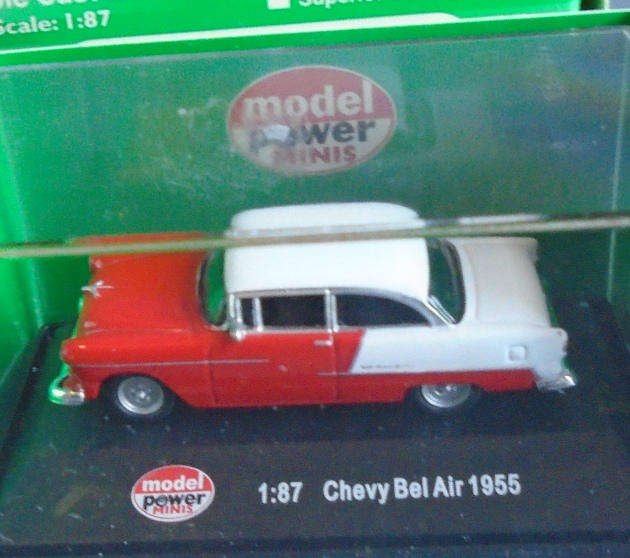 Scale: 1:87
model
power
MINIS
model
power
MINIS
1:87 Chevy Bel Air 1955